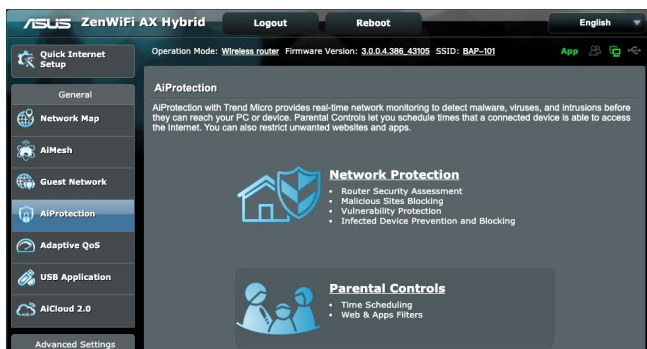 ASUS ZenWiFi AX Hybrid Logout Reboot English
Quick Internet Setup
Operation Mode: Wireless router Firmware Version: 3.0.0.4.386_43105 SSID: BAP-101 App
General
Network Map
AiMesh
Guest Network
AiProtection
Adaptive QoS
USB Application
AiCloud 2.0
Advanced Settings
AiProtection
AiProtection with Trend Micro provides real-time network monitoring to detect malware, viruses, and intrusions before
they can reach your PC or device. Parental Controls let you schedule times that a connected device is able to access
the Internet. You can also restrict unwanted websites and apps.
Network Protection
• Router Security Assessment
• Malicious Sites Blocking
• Vulnerability Protection
• Infected Device Prevention and Blocking
Parental Controls
• Time Scheduling
• Web & Apps Filters